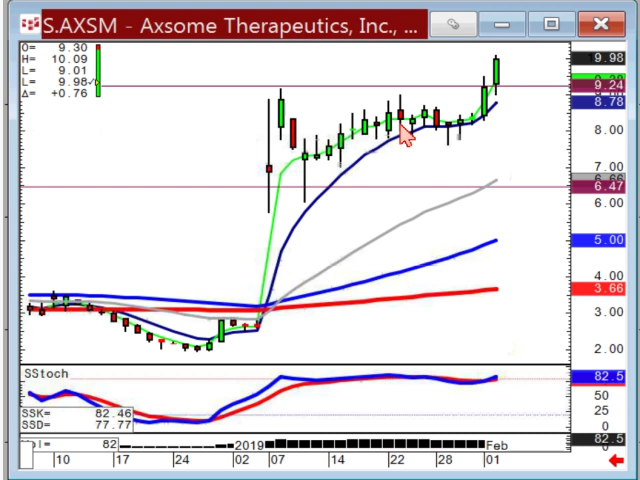 S.AXSM - Axsome Therapeutics, Inc., ...
O= 9.30
H= 10.09
L= 9.01
L= 9.98
Δ= +0.76
9.98
9.24
8.78
8.00
7.00
6.47
6.00
5.00
4.00
3.66
3.00
2.00
SStoch
82.5
50
25
0
SSK= 82.46
SSD= 77.77
82
82.5
0
2019
Feb
10
17
24
02
07
14
22
28
01